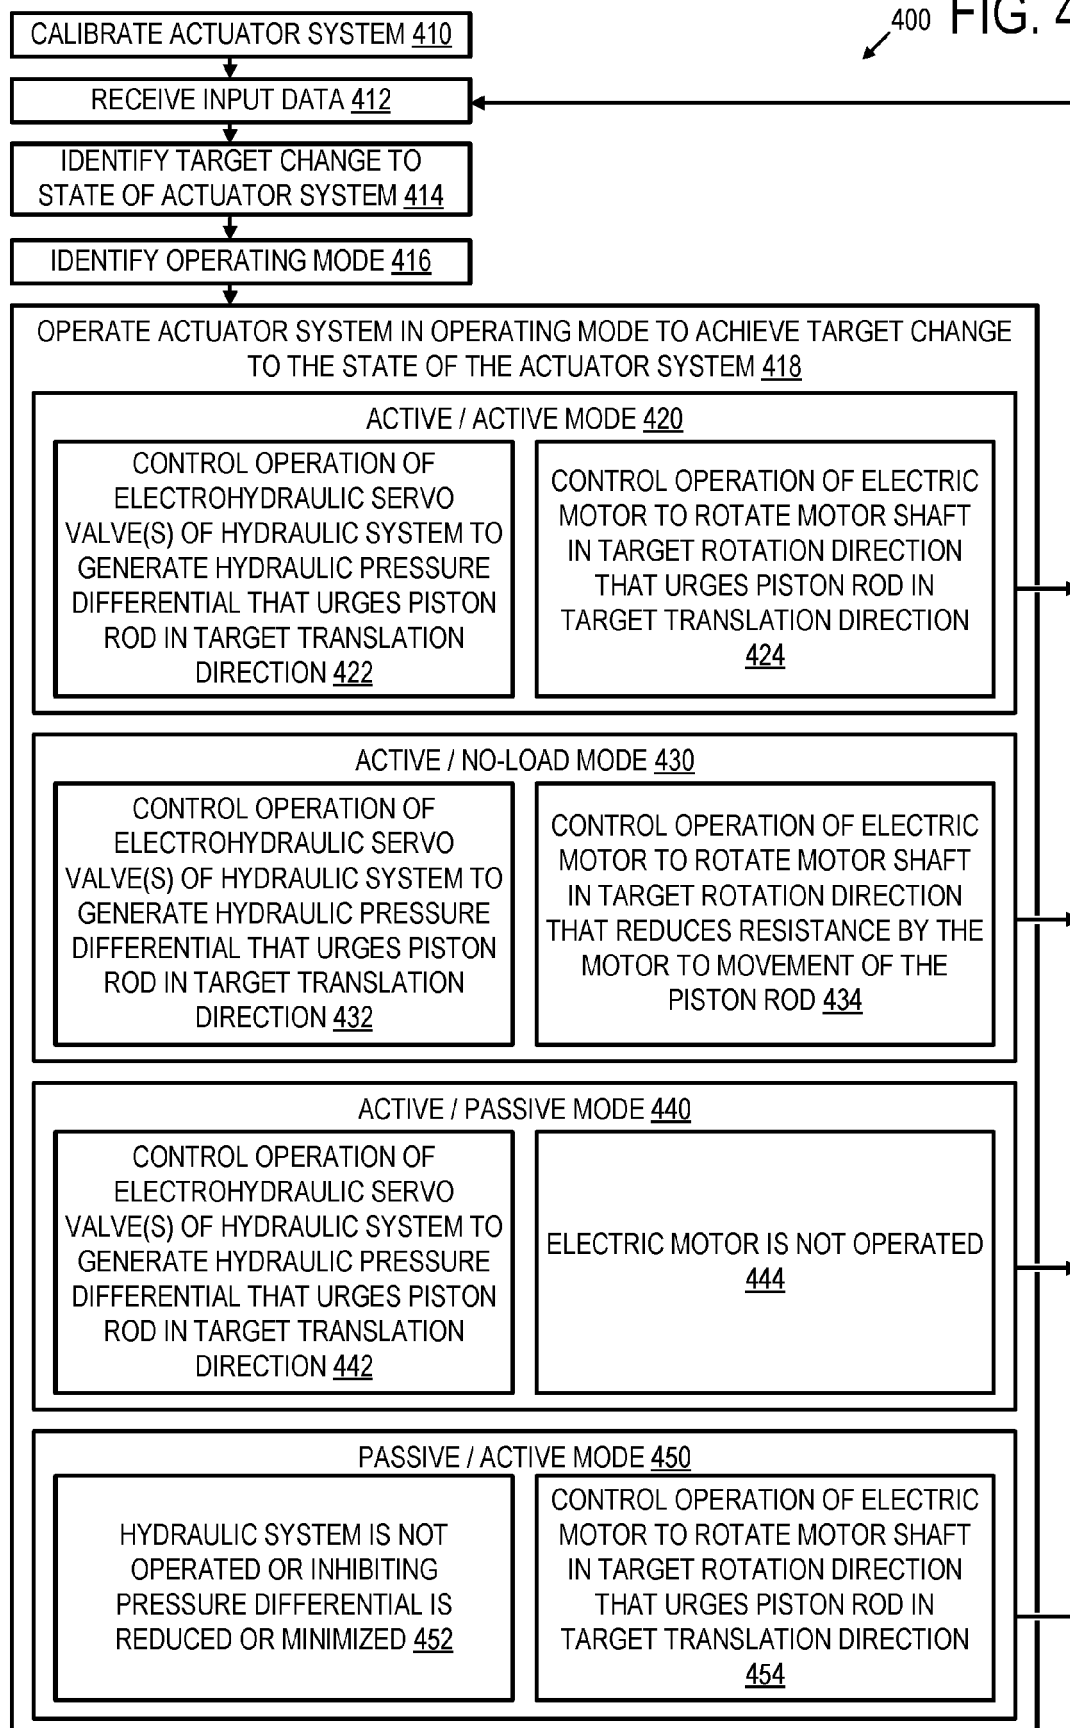 400 FIG. 4
CALIBRATE ACTUATOR SYSTEM 410
RECEIVE INPUT DATA 412
IDENTIFY TARGET CHANGE TO
STATE OF ACTUATOR SYSTEM 414
IDENTIFY OPERATING MODE 416
OPERATE ACTUATOR SYSTEM IN OPERATING MODE TO ACHIEVE TARGET CHANGE
TO THE STATE OF THE ACTUATOR SYSTEM 418
ACTIVE / ACTIVE MODE 420
CONTROL OPERATION OF
ELECTROHYDRAULIC SERVO
VALVE(S) OF HYDRAULIC SYSTEM TO
GENERATE HYDRAULIC PRESSURE
DIFFERENTIAL THAT URGES PISTON
ROD IN TARGET TRANSLATION
DIRECTION 422
CONTROL OPERATION OF ELECTRIC
MOTOR TO ROTATE MOTOR SHAFT
IN TARGET ROTATION DIRECTION
THAT URGES PISTON ROD IN
TARGET TRANSLATION DIRECTION
424
ACTIVE / NO-LOAD MODE 430
CONTROL OPERATION OF
ELECTROHYDRAULIC SERVO
VALVE(S) OF HYDRAULIC SYSTEM TO
GENERATE HYDRAULIC PRESSURE
DIFFERENTIAL THAT URGES PISTON
ROD IN TARGET TRANSLATION
DIRECTION 432
CONTROL OPERATION OF ELECTRIC
MOTOR TO ROTATE MOTOR SHAFT
IN TARGET ROTATION DIRECTION
THAT REDUCES RESISTANCE BY THE
MOTOR TO MOVEMENT OF THE
PISTON ROD 434
ACTIVE / PASSIVE MODE 440
CONTROL OPERATION OF
ELECTROHYDRAULIC SERVO
VALVE(S) OF HYDRAULIC SYSTEM TO
GENERATE HYDRAULIC PRESSURE
DIFFERENTIAL THAT URGES PISTON
ROD IN TARGET TRANSLATION
DIRECTION 442
ELECTRIC MOTOR IS NOT OPERATED
444
PASSIVE / ACTIVE MODE 450
HYDRAULIC SYSTEM IS NOT
OPERATED OR INHIBITING
PRESSURE DIFFERENTIAL IS
REDUCED OR MINIMIZED 452
CONTROL OPERATION OF ELECTRIC
MOTOR TO ROTATE MOTOR SHAFT
IN TARGET ROTATION DIRECTION
THAT URGES PISTON ROD IN
TARGET TRANSLATION DIRECTION
454